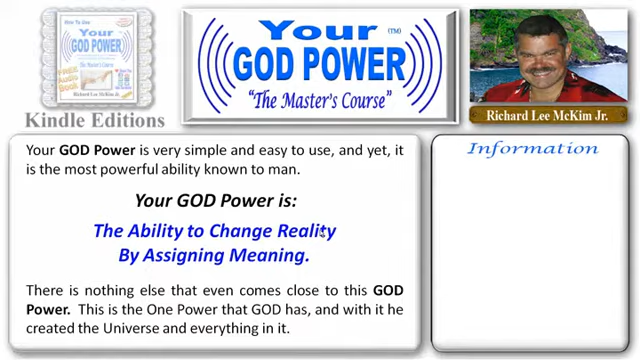 How to Use
Your
GOD POWER
The Master's Course
FREE
Audio
Book
Richard Lee McKim Jr.
Kindle Editions
Your (TM)
GOD POWER
"The Master's Course"
Richard Lee McKim Jr.
Your GOD Power is very simple and easy to use, and yet, it
is the most powerful ability known to man.
Your GOD Power is:
The Ability to Change Reality
By Assigning Meaning.
There is nothing else that even comes close to this GOD
Power. This is the One Power that GOD has, and with it he
created the Universe and everything in it.
Information